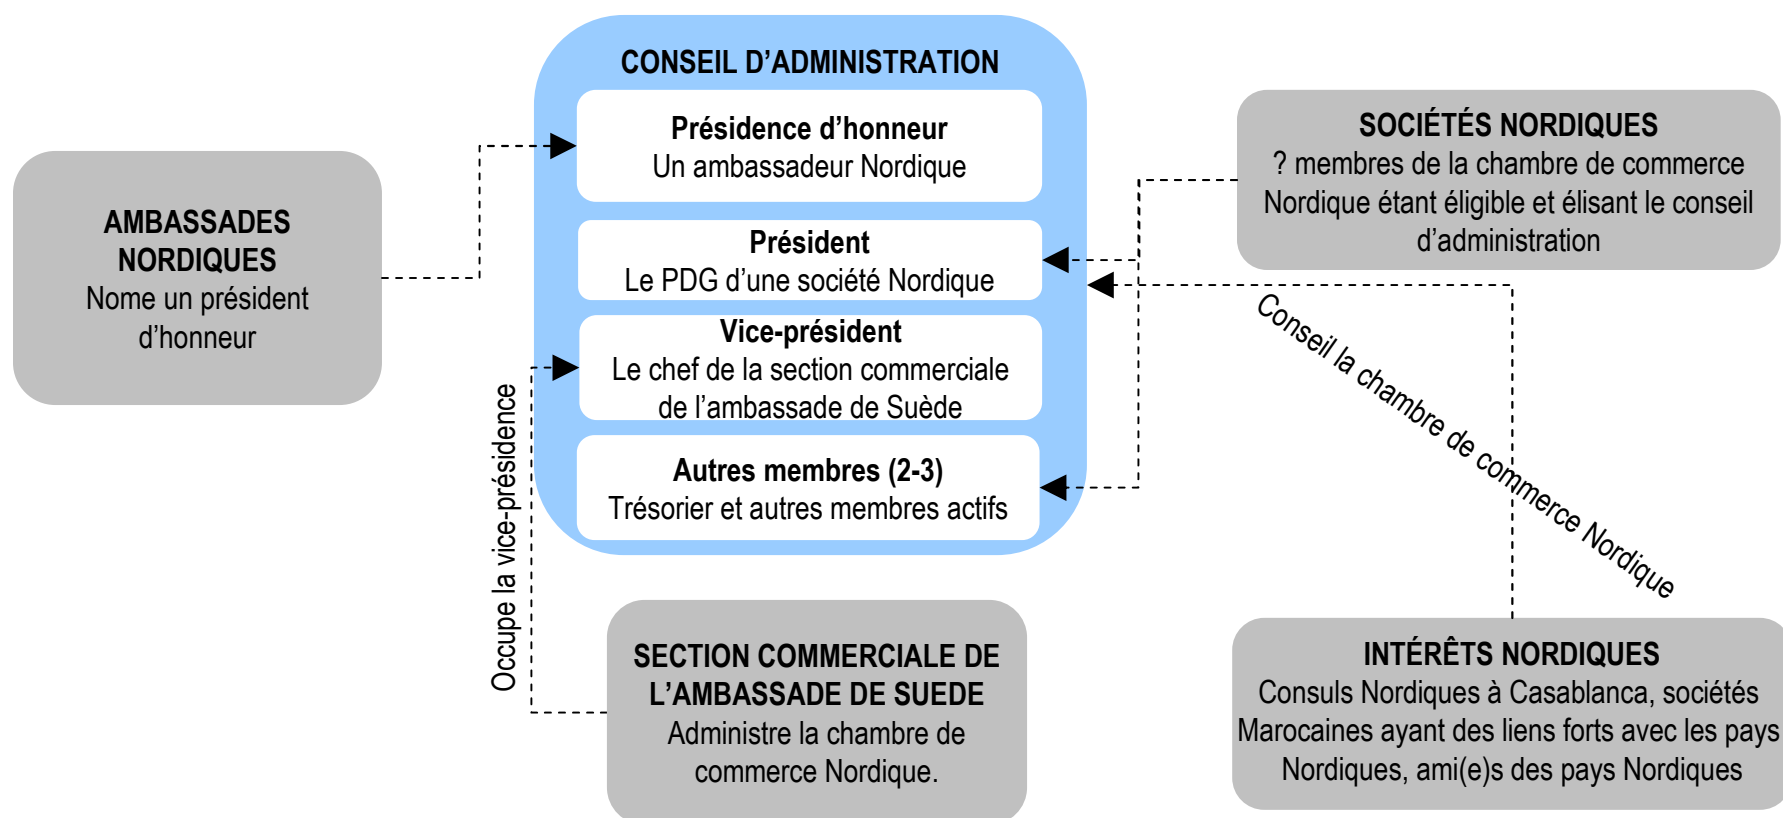 CONSEIL D’ADMINISTRATION
Présidence d’honneur
Un ambassadeur Nordique
Président
Le PDG d’une société Nordique
Vice-président
Le chef de la section commerciale
de l’ambassade de Suède
Autres membres (2-3)
Trésorier et autres membres actifs
AMBASSADES
NORDIQUES
Nome un président
d’honneur
SOCIÉTÉS NORDIQUES
? membres de la chambre de commerce
Nordique étant éligible et élisant le conseil
d’administration
Conseil la chambre de commerce Nordique
Occupe la vice-présidence
SECTION COMMERCIALE DE
L’AMBASSADE DE SUEDE
Administre la chambre de
commerce Nordique.
INTÉRÊTS NORDIQUES
Consuls Nordiques à Casablanca, sociétés
Marocaines ayant des liens forts avec les pays
Nordiques, ami(e)s des pays Nordiques